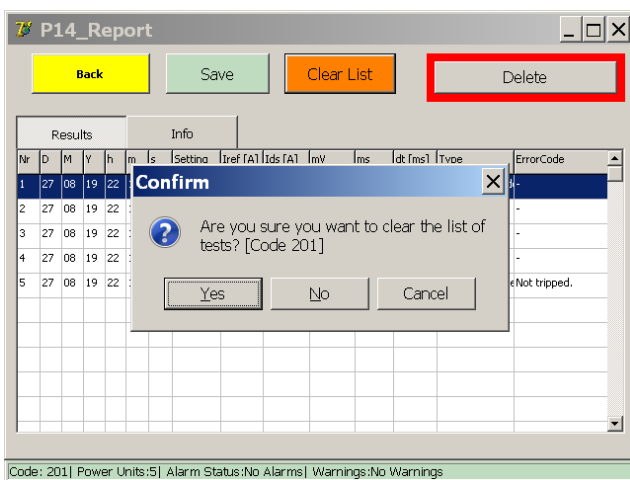 P14_Report
Back Save Clear List Delete
Results Info
Nr D M Y h m s Setting Iref [A] Ids [A] mV ms dt [ms] Type ErrorCode
1 27 08 19 22 -
Confirm
2 27 08 19 22 -
Are you sure you want to clear the list of
tests? [Code 201]
3 27 08 19 22 -
4 27 08 19 22 -
5 27 08 19 22 Not tripped.
Yes No Cancel
Code: 201| Power Units:5| Alarm Status:No Alarms| Warnings:No Warnings